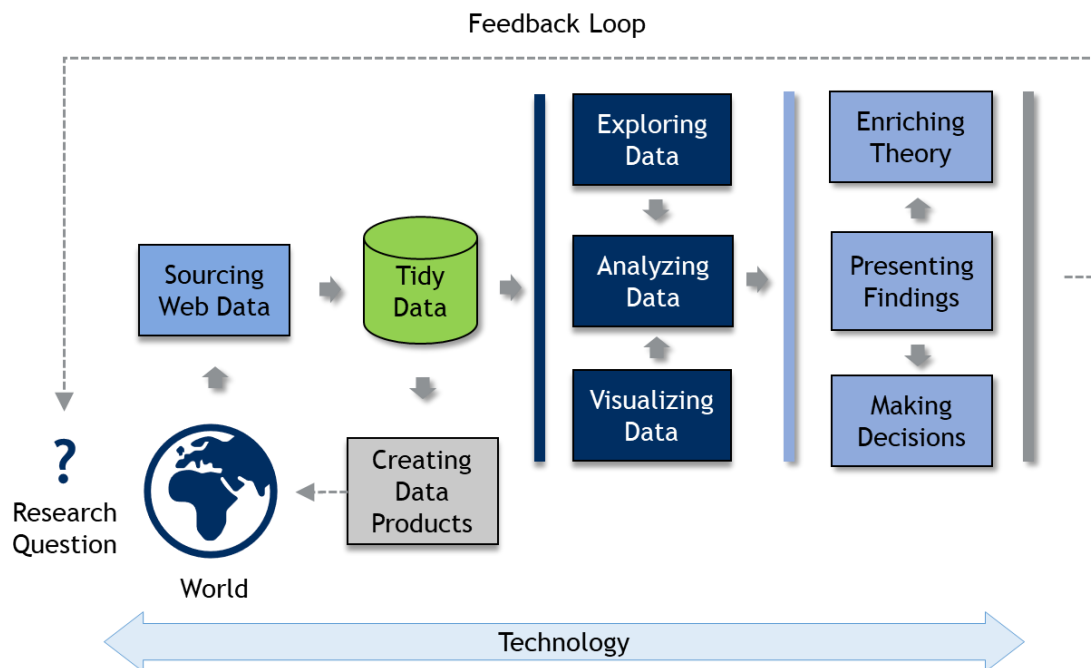 Feedback Loop
Exploring
Data
Enriching
Theory
Sourcing
Web Data
Tidy
Data
Analyzing
Data
Presenting
Findings
Visualizing
Data
Making
Decisions
?
Research
Question
World
Creating
Data
Products
Technology